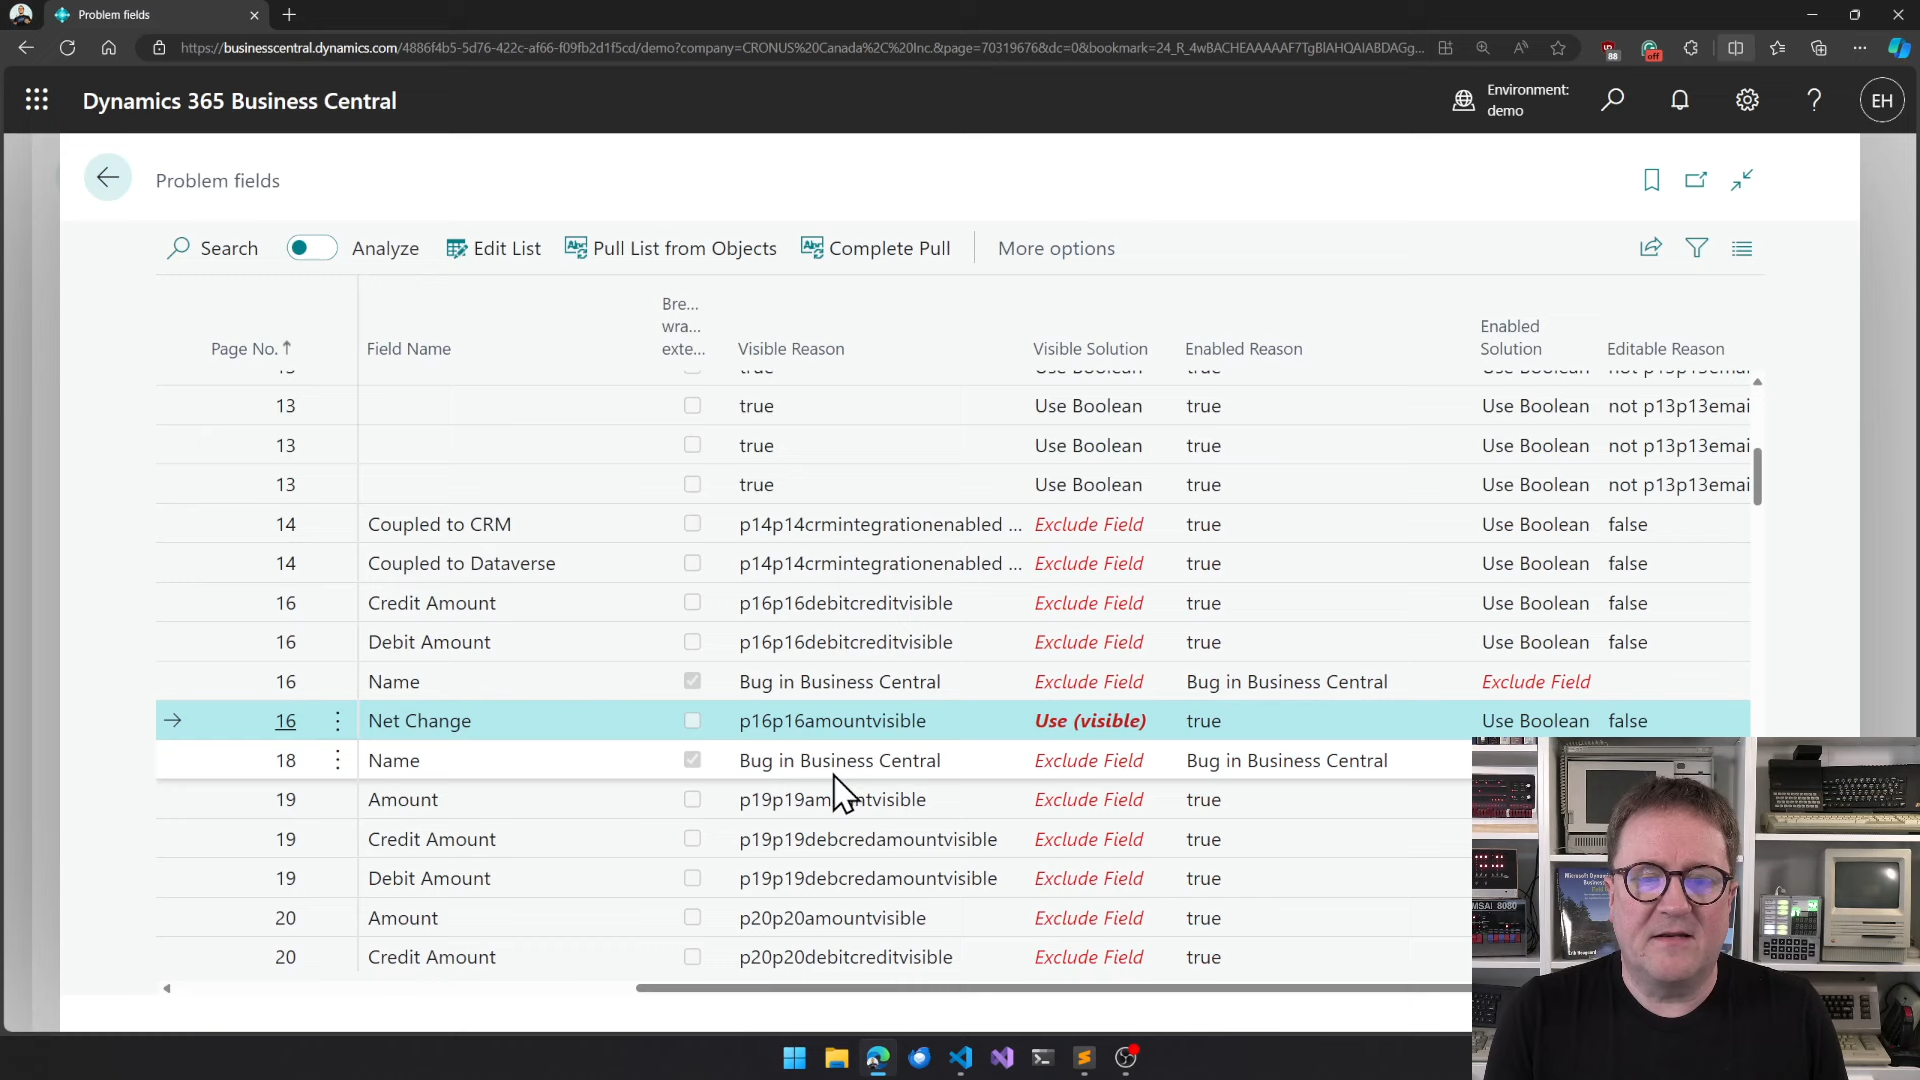 Problem fields
https://businesscentral.dynamics.com/4886f4b5-5d76-422c-af66-f09fb2d1f5cd/demo?company=CRONUS%20Canada%2C%20Inc.&page=70319676&dc=0&bookmark=24_R_4wBACHEAAAAAF7TgBlAHQAIABDAGg...
88
off
Dynamics 365 Business Central
Environment:
demo
EH
Problem fields
Search
Analyze
Edit List
Pull List from Objects
Complete Pull
More options
Page No. ↑ Field Name Bre... wra... exte... Visible Reason Visible Solution Enabled Reason Enabled Solution Editable Reason
13 true Use Boolean true Use Boolean not p13p13emai
13 true Use Boolean true Use Boolean not p13p13emai
13 true Use Boolean true Use Boolean not p13p13emai
14 Coupled to CRM p14p14crmintegrationenabled ... Exclude Field true Use Boolean false
14 Coupled to Dataverse p14p14crmintegrationenabled ... Exclude Field true Use Boolean false
16 Credit Amount p16p16debitcreditvisible Exclude Field true Use Boolean false
16 Debit Amount p16p16debitcreditvisible Exclude Field true Use Boolean false
16 Name Bug in Business Central Exclude Field Bug in Business Central Exclude Field
16 Net Change p16p16amountvisible Use (visible) true Use Boolean false
18 Name Bug in Business Central Exclude Field Bug in Business Central
19 Amount Exclude Field true
19 Credit Amount p19p19debcredamountvisible Exclude Field true
19 Debit Amount p19p19debcredamountvisible Exclude Field true
20 Amount p20p20amountvisible Exclude Field true
20 Credit Amount p20p20debitcreditvisible Exclude Field true
IMSAI 8080